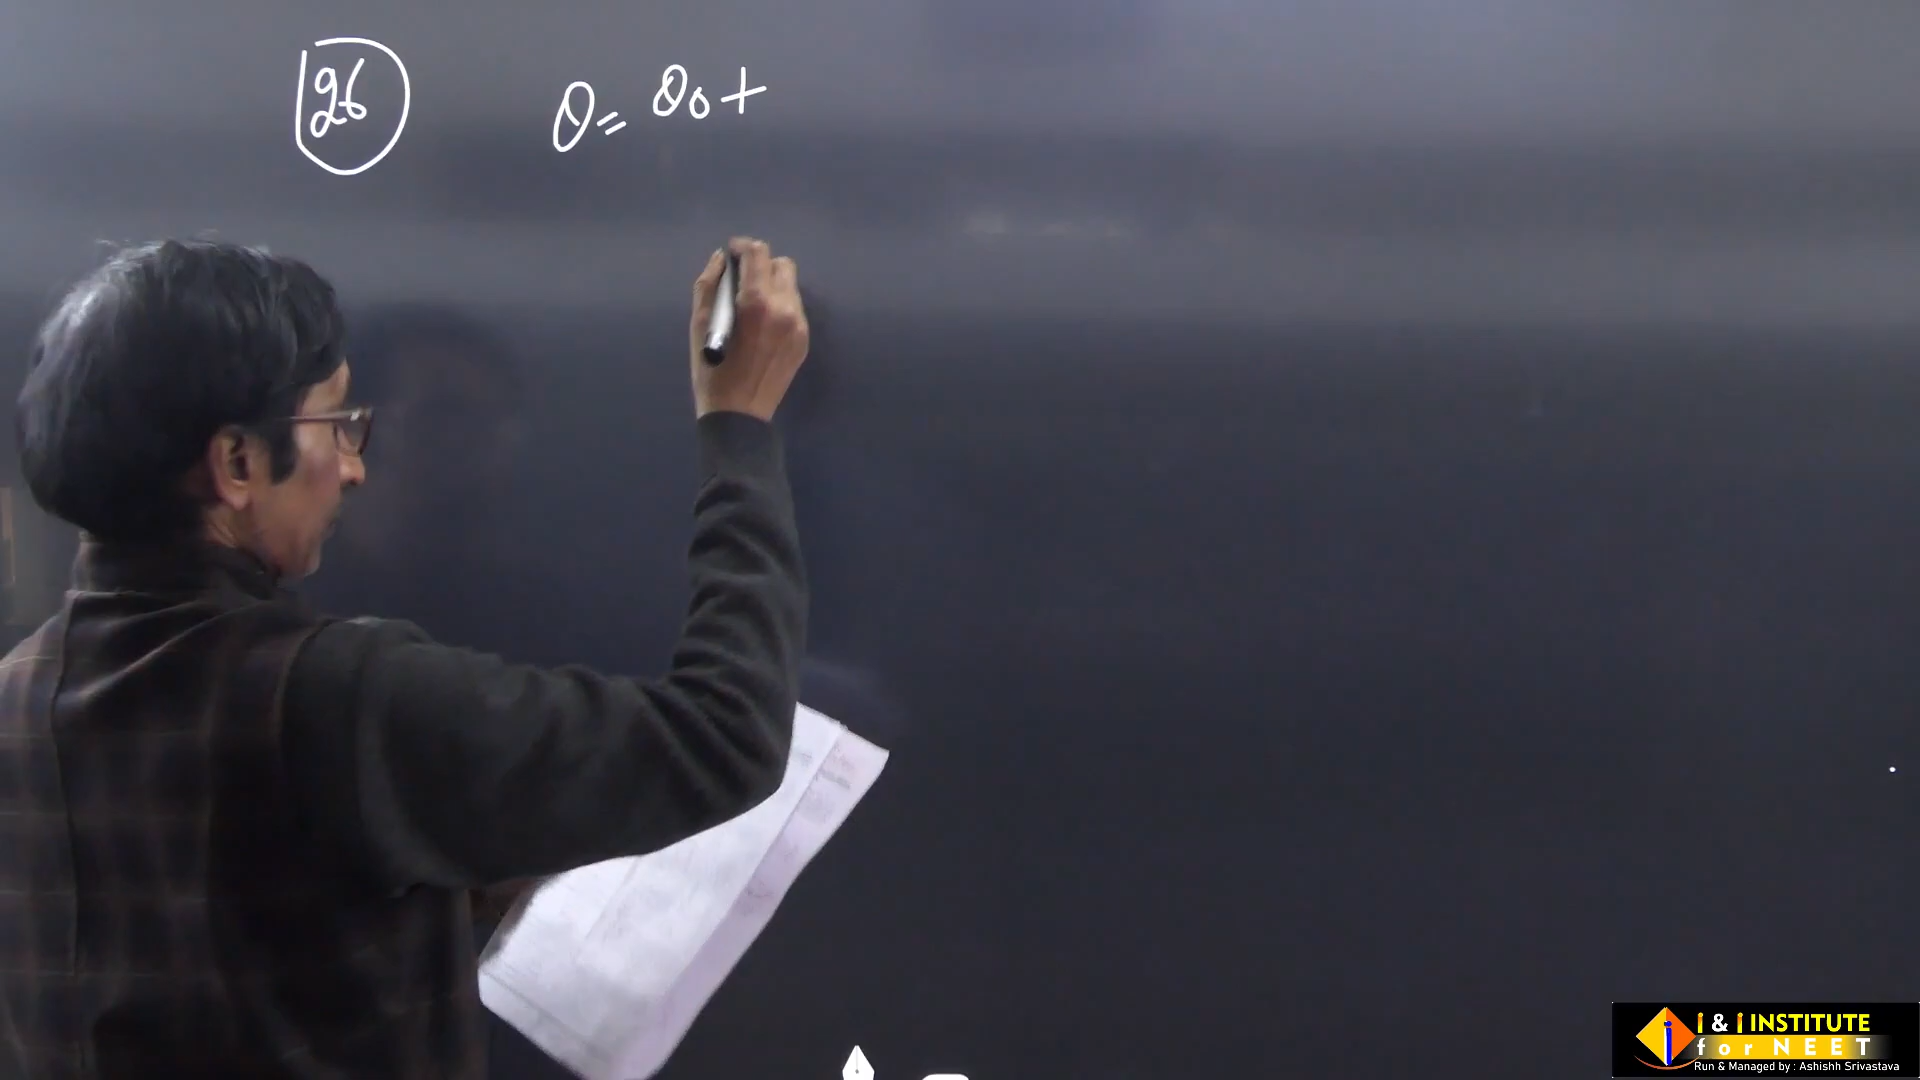 26 θ = θ₀ +
i & i INSTITUTE
for NEET
Run & Managed by : Ashishh Srivastava